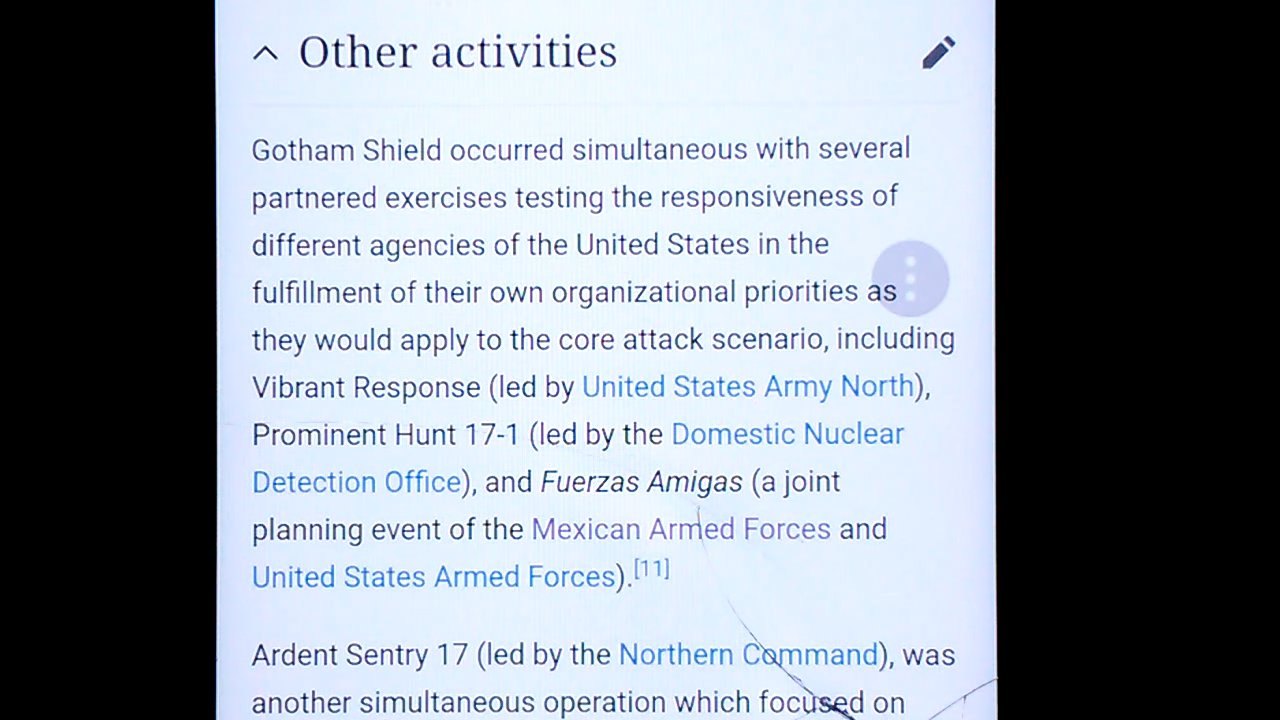 Other activities
Gotham Shield occurred simultaneous with several
partnered exercises testing the responsiveness of
different agencies of the United States in the
fulfillment of their own organizational priorities as
they would apply to the core attack scenario, including
Vibrant Response (led by United States Army North),
Prominent Hunt 17-1 (led by the Domestic Nuclear
Detection Office), and Fuerzas Amigas (a joint
planning event of the Mexican Armed Forces and
United States Armed Forces).[11]
Ardent Sentry 17 (led by the Northern Command), was
another simultaneous operation which focused on